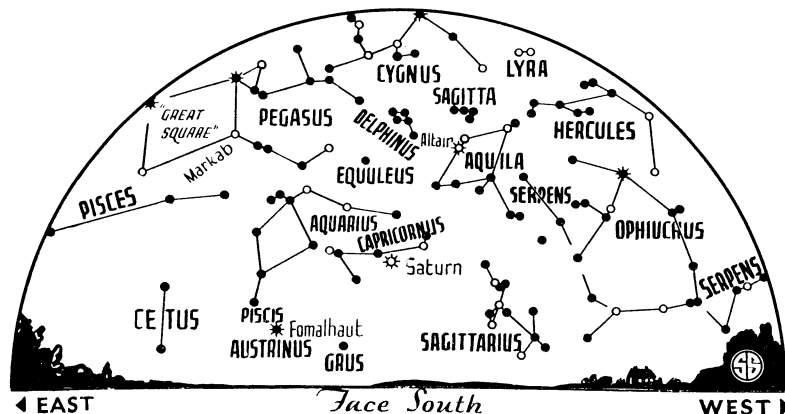 CYGNUS
LYRA
"GREAT
SQUARE"
PEGASUS
SAGITTA
DELPHINUS
HERCULES
Altair
Markab
EQUULEUS
AQUILA
PISCES
SERPENS
AQUARIUS
CAPRICORNUS
OPHIUCHUS
Saturn
SERPENS
CETUS
PISCIS
AUSTRINUS
Fomalhaut
GRUS
SAGITTARIUS
SS
EAST
Face South
WEST